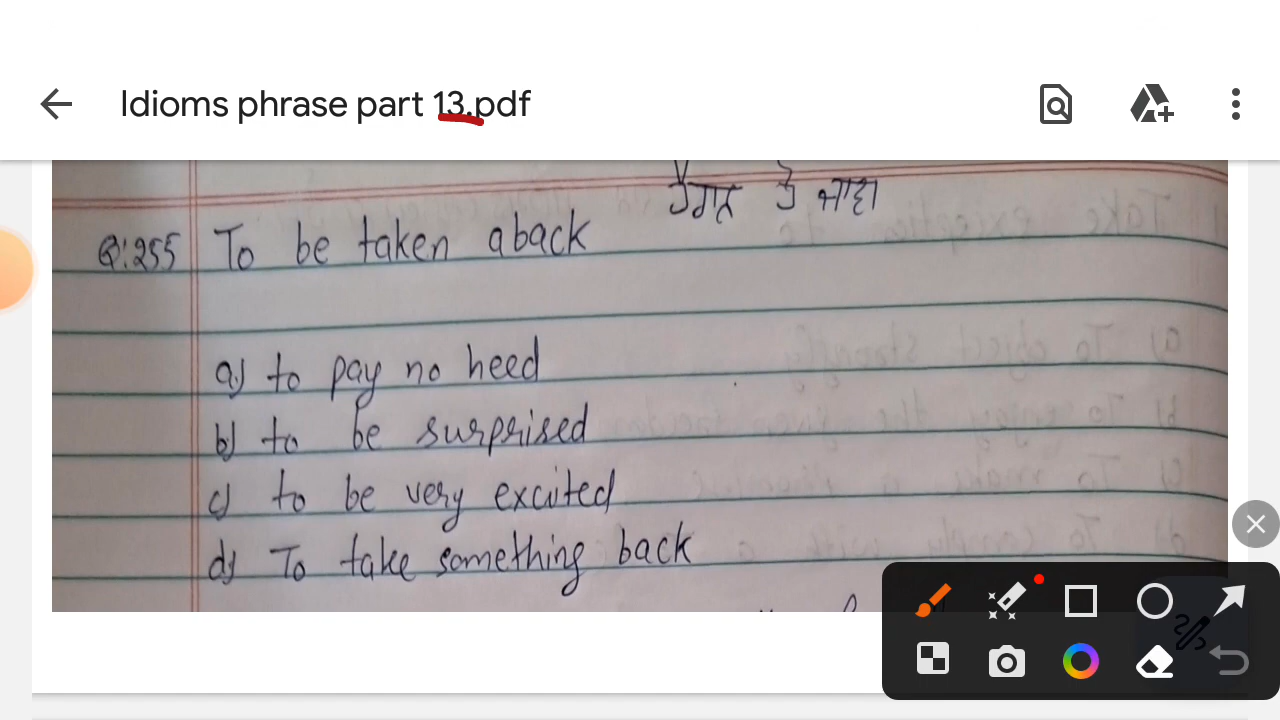 Idioms phrase part 13.pdf
Q:255 To be taken aback
a) to pay no heed
b) to be surprised
c) to be very excited
d) To take something back